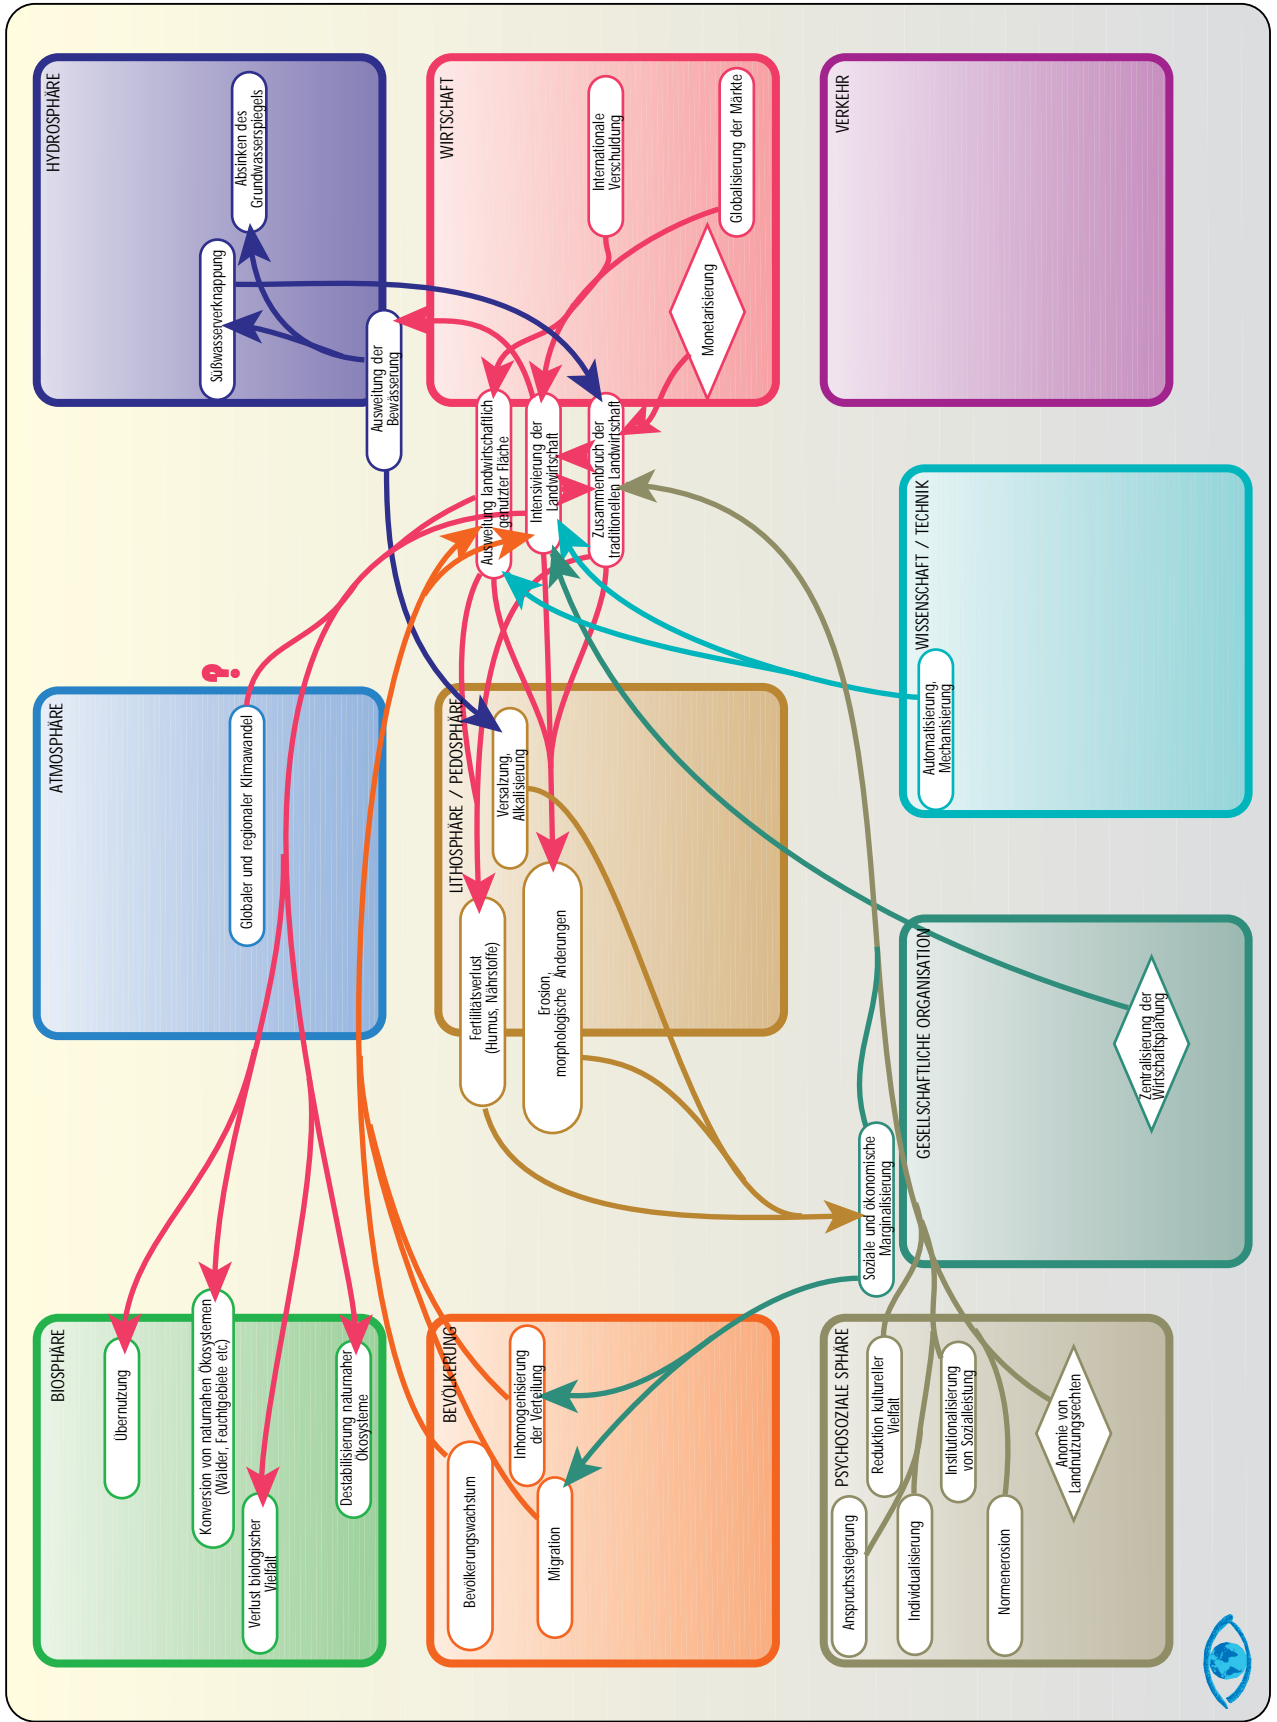 BIOSPHÄRE
Übernutzung
Konversion von naturnahen Ökosystemen
(Wälder, Feuchtgebiete etc.)
Verlust biologischer
Vielfalt
Destabilisierung naturnaher
Ökosysteme
ATMOSPHÄRE
Globaler und regionaler Klimawandel
?
HYDROSPHÄRE
Süßwasserverknappung
Absinken des
Grundwasserspiegels
Ausweitung der
Bewässerung
BEVÖLKERUNG
Bevölkerungswachstum
Inhomogenisierung
der Verteilung
Migration
LITHOSPHÄRE / PEDOSPHÄRE
Fertilitätsverlust
(Humus, Nährstoffe)
Versalzung,
Alkalisierung
Erosion,
morphologische Änderungen
WIRTSCHAFT
Ausweitung landwirtschaftlich
genutzter Fläche
Intensivierung der
Landwirtschaft
Zusammenbruch der
traditionellen Landwirtschaft
Internationale
Verschuldung
Monetarisierung
Globalisierung der Märkte
PSYCHOSOZIALE SPHÄRE
Anspruchssteigerung
Reduktion kultureller
Vielfalt
Individualisierung
Institutionalisierung
von Sozialleistung
Normenerosion
Anomie von
Landnutzungsrechten
GESELLSCHAFTLICHE ORGANISATION
Soziale und ökonomische
Marginalisierung
Zentralisierung der
Wirtschaftsplanung
WISSENSCHAFT / TECHNIK
Automatisierung,
Mechanisierung
VERKEHR